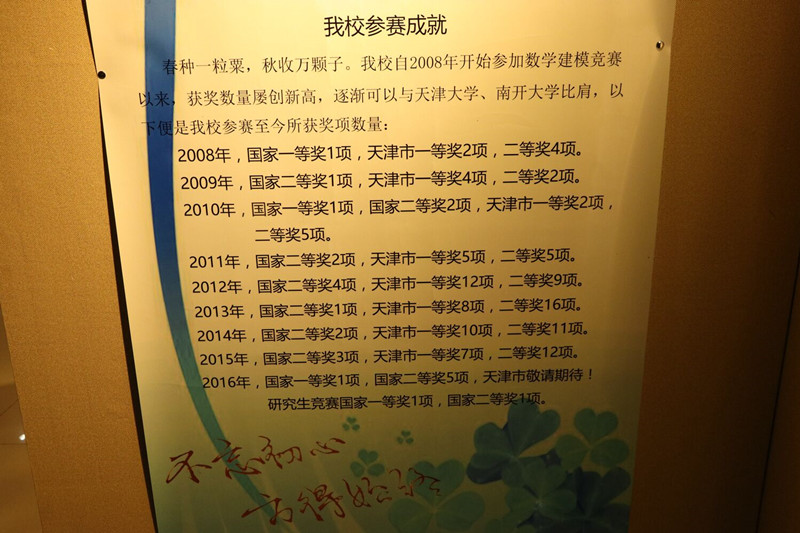 我校参赛成就
春种一粒粟，秋收万颗子。我校自2008年开始参加数学建模竞赛
以来，获奖数量屡创新高，逐渐可以与天津大学、南开大学比肩，以
下便是我校参赛至今所获奖项数量：
2008年，国家一等奖1项，天津市一等奖2项，二等奖4项。
2009年，国家二等奖1项，天津市一等奖4项，二等奖2项。
2010年，国家一等奖1项，国家二等奖2项，天津市一等奖2项，
二等奖5项。
2011年，国家二等奖2项，天津市一等奖5项，二等奖5项。
2012年，国家二等奖4项，天津市一等奖12项，二等奖9项。
2013年，国家二等奖1项，天津市一等奖8项，二等奖16项。
2014年，国家二等奖2项，天津市一等奖10项，二等奖11项。
2015年，国家二等奖3项，天津市一等奖7项，二等奖12项。
2016年，国家一等奖1项，国家二等奖5项，天津市敬请期待！
研究生竞赛国家一等奖1项，国家二等奖1项。
不忘初心
方得始终